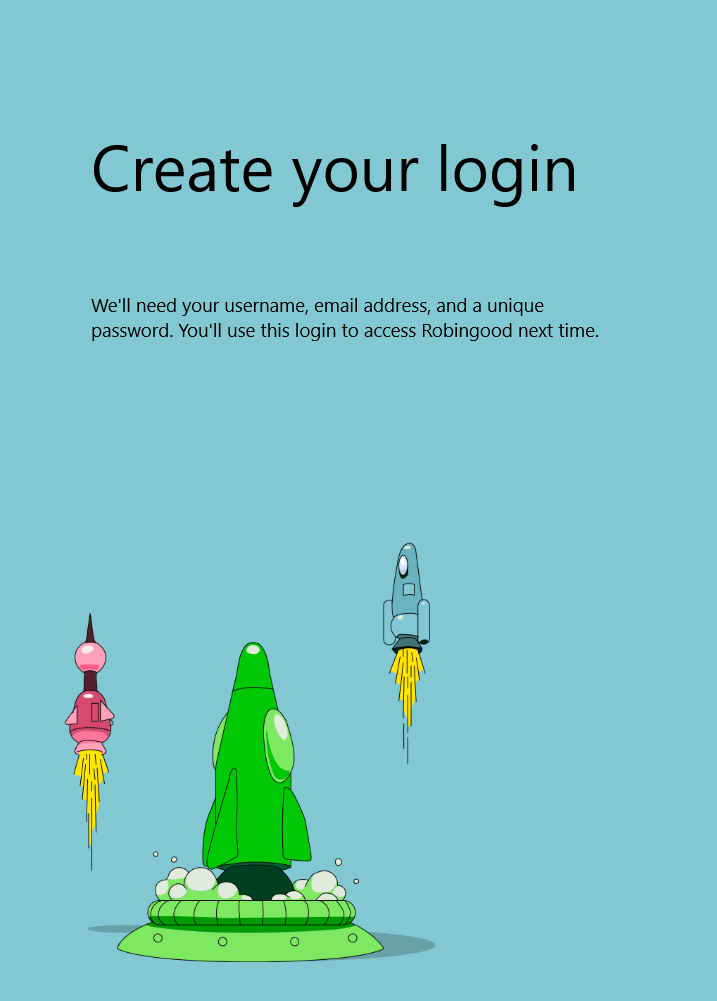 Create your login
We'll need your username, email address, and a unique
password. You'll use this login to access Robingood next time.